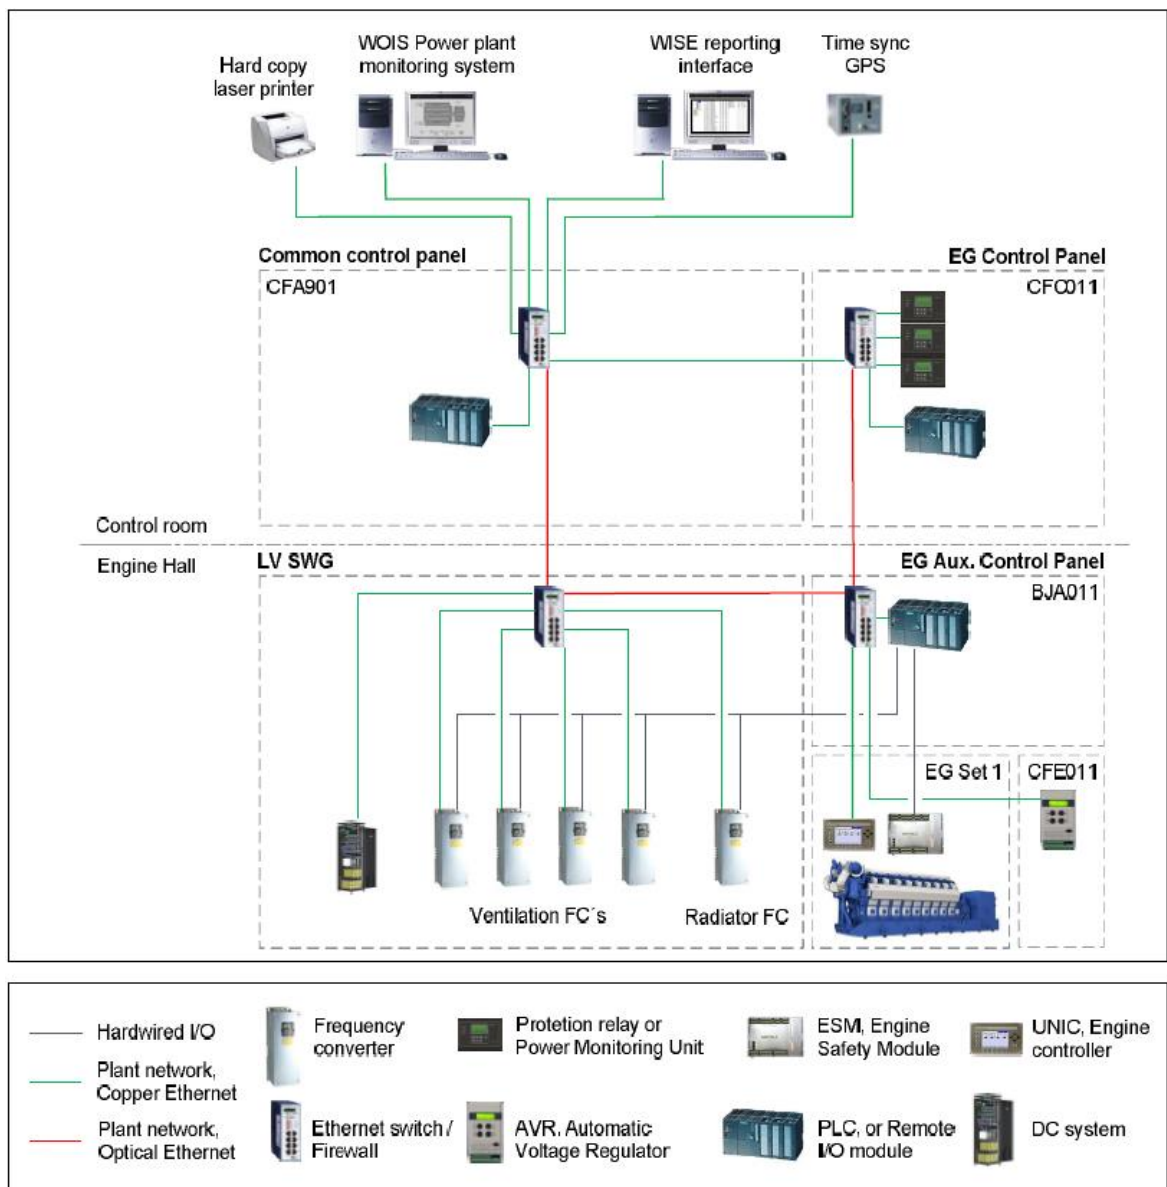 Hard copy
laser printer
WOIS Power plant
monitoring system
WISE reporting
interface
Time sync
GPS
Common control panel
CFA901
EG Control Panel
CFC011
Control room
Engine Hall
LV SWG
EG Aux. Control Panel
BJA011
EG Set 1
CFE011
Ventilation FC´s
Radiator FC
Hardwired I/O
Plant network,
Copper Ethernet
Plant network,
Optical Ethernet
Frequency
converter
Ethernet switch /
Firewall
Protetion relay or
Power Monitoring Unit
AVR. Automatic
Voltage Regulator
ESM, Engine
Safety Module
PLC, or Remote
I/O module
UNIC, Engine
controller
DC system